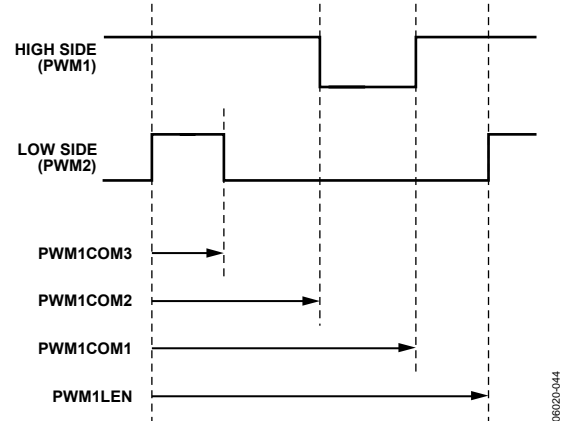 HIGH SIDE
(PWM1)
LOW SIDE
(PWM2)
PWM1COM3
PWM1COM2
PWM1COM1
PWM1LEN
06020-044